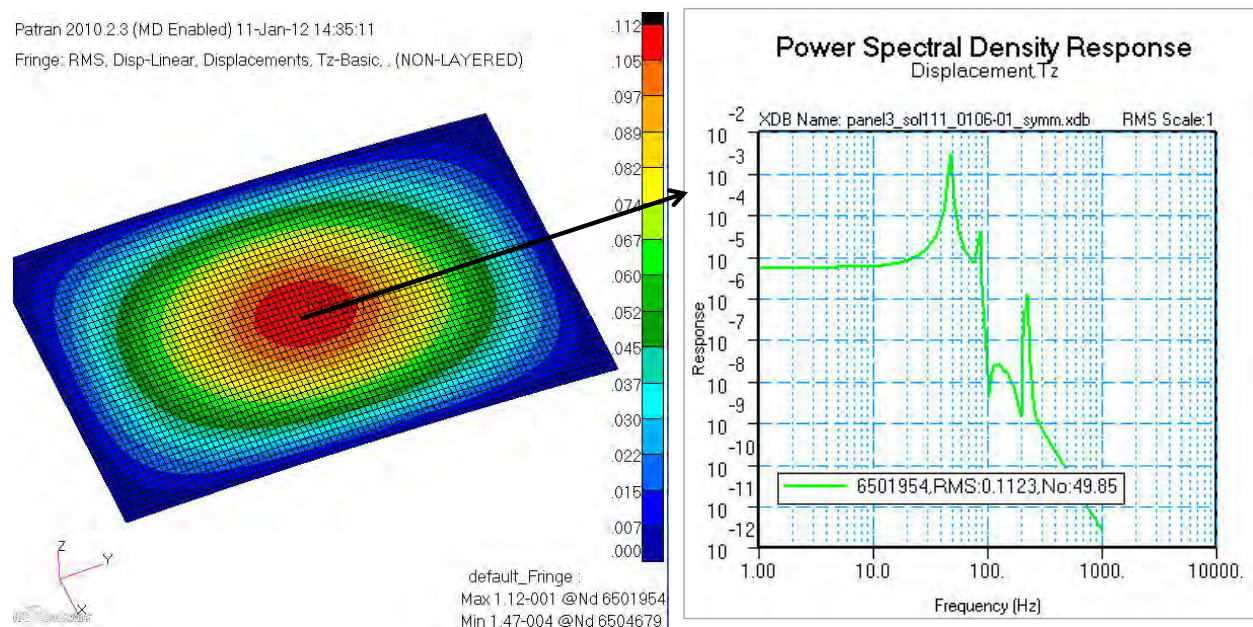 Patran 2010.2.3 (MD Enabled) 11-Jan-12 14:35:11
Fringe: RMS, Disp-Linear, Displacements, Tz-Basic, , (NON-LAYERED)
.112
.105
.097
.089
.082
.074
.067
.060
.052
.045
.037
.030
.022
.015
.007
.000
Z
Y
X
default_Fringe :
Max 1.12-001 @Nd 6501954
Min 1.47-004 @Nd 6504679
Power Spectral Density Response
Displacement,Tz
XDB Name: panel3_sol111_0106-01_symm.xdb RMS Scale:1
Response
10 -2
10 -3
10 -4
10 -5
10 -6
10 -7
10 -8
10 -9
10 -10
10 -11
10 -12
6501954,RMS:0.1123,No:49.85
1.00 10.0 100. 1000. 10000.
Frequency (Hz)